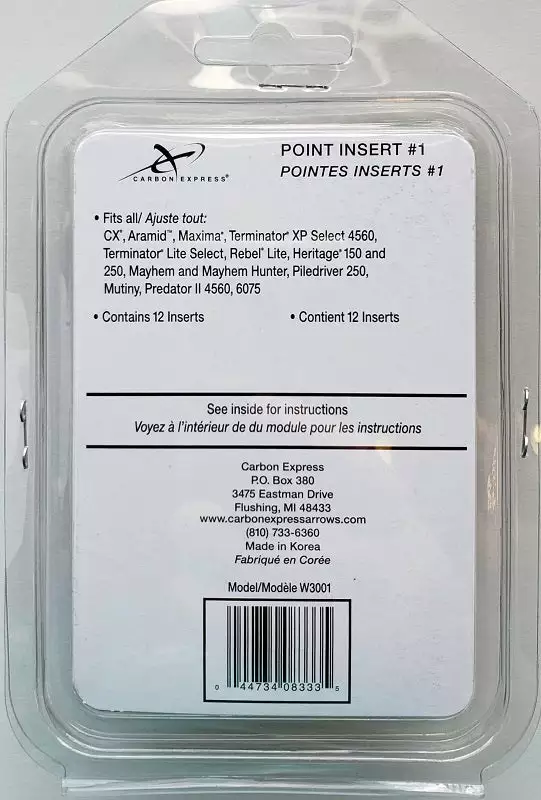 CARBON EXPRESS®
POINT INSERT #1
POINTES INSERTS #1
• Fits all/ Ajuste tout:
CX®, Aramid™, Maxima®, Terminator® XP Select 4560,
Terminator® Lite Select, Rebel® Lite, Heritage® 150 and
250, Mayhem and Mayhem Hunter, Piledriver 250,
Mutiny, Predator II 4560, 6075
• Contains 12 Inserts • Contient 12 Inserts
See inside for instructions
Voyez à l'intérieur de du module pour les instructions
Carbon Express
P.O. Box 380
3475 Eastman Drive
Flushing, MI 48433
www.carbonexpressarrows.com
(810) 733-6360
Made in Korea
Fabriqué en Corée
Model/Modèle W3001
0 44734 08333 5